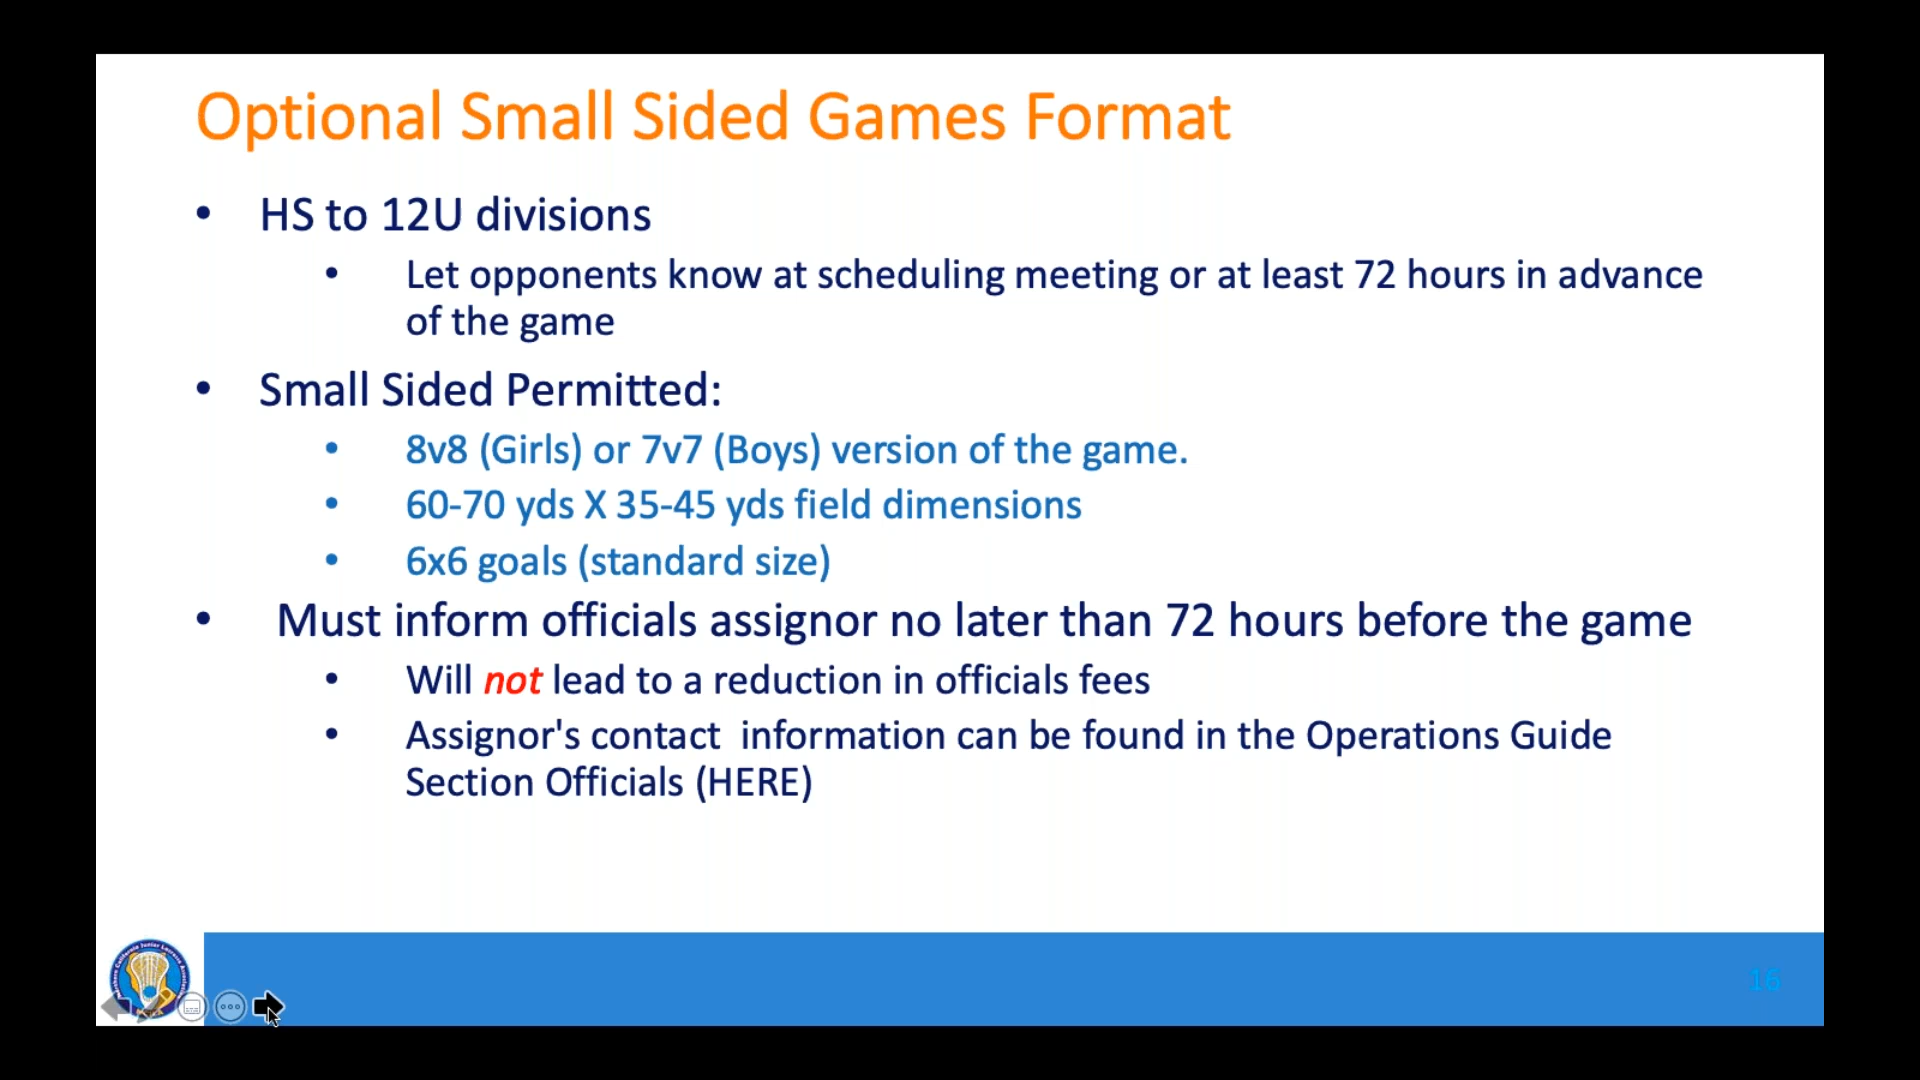 Optional Small Sided Games Format
• HS to 12U divisions
• Let opponents know at scheduling meeting or at least 72 hours in advance
of the game
• Small Sided Permitted:
• 8v8 (Girls) or 7v7 (Boys) version of the game.
• 60-70 yds X 35-45 yds field dimensions
• 6x6 goals (standard size)
• Must inform officials assignor no later than 72 hours before the game
• Will not lead to a reduction in officials fees
• Assignor's contact  information can be found in the Operations Guide
Section Officials (HERE)
16